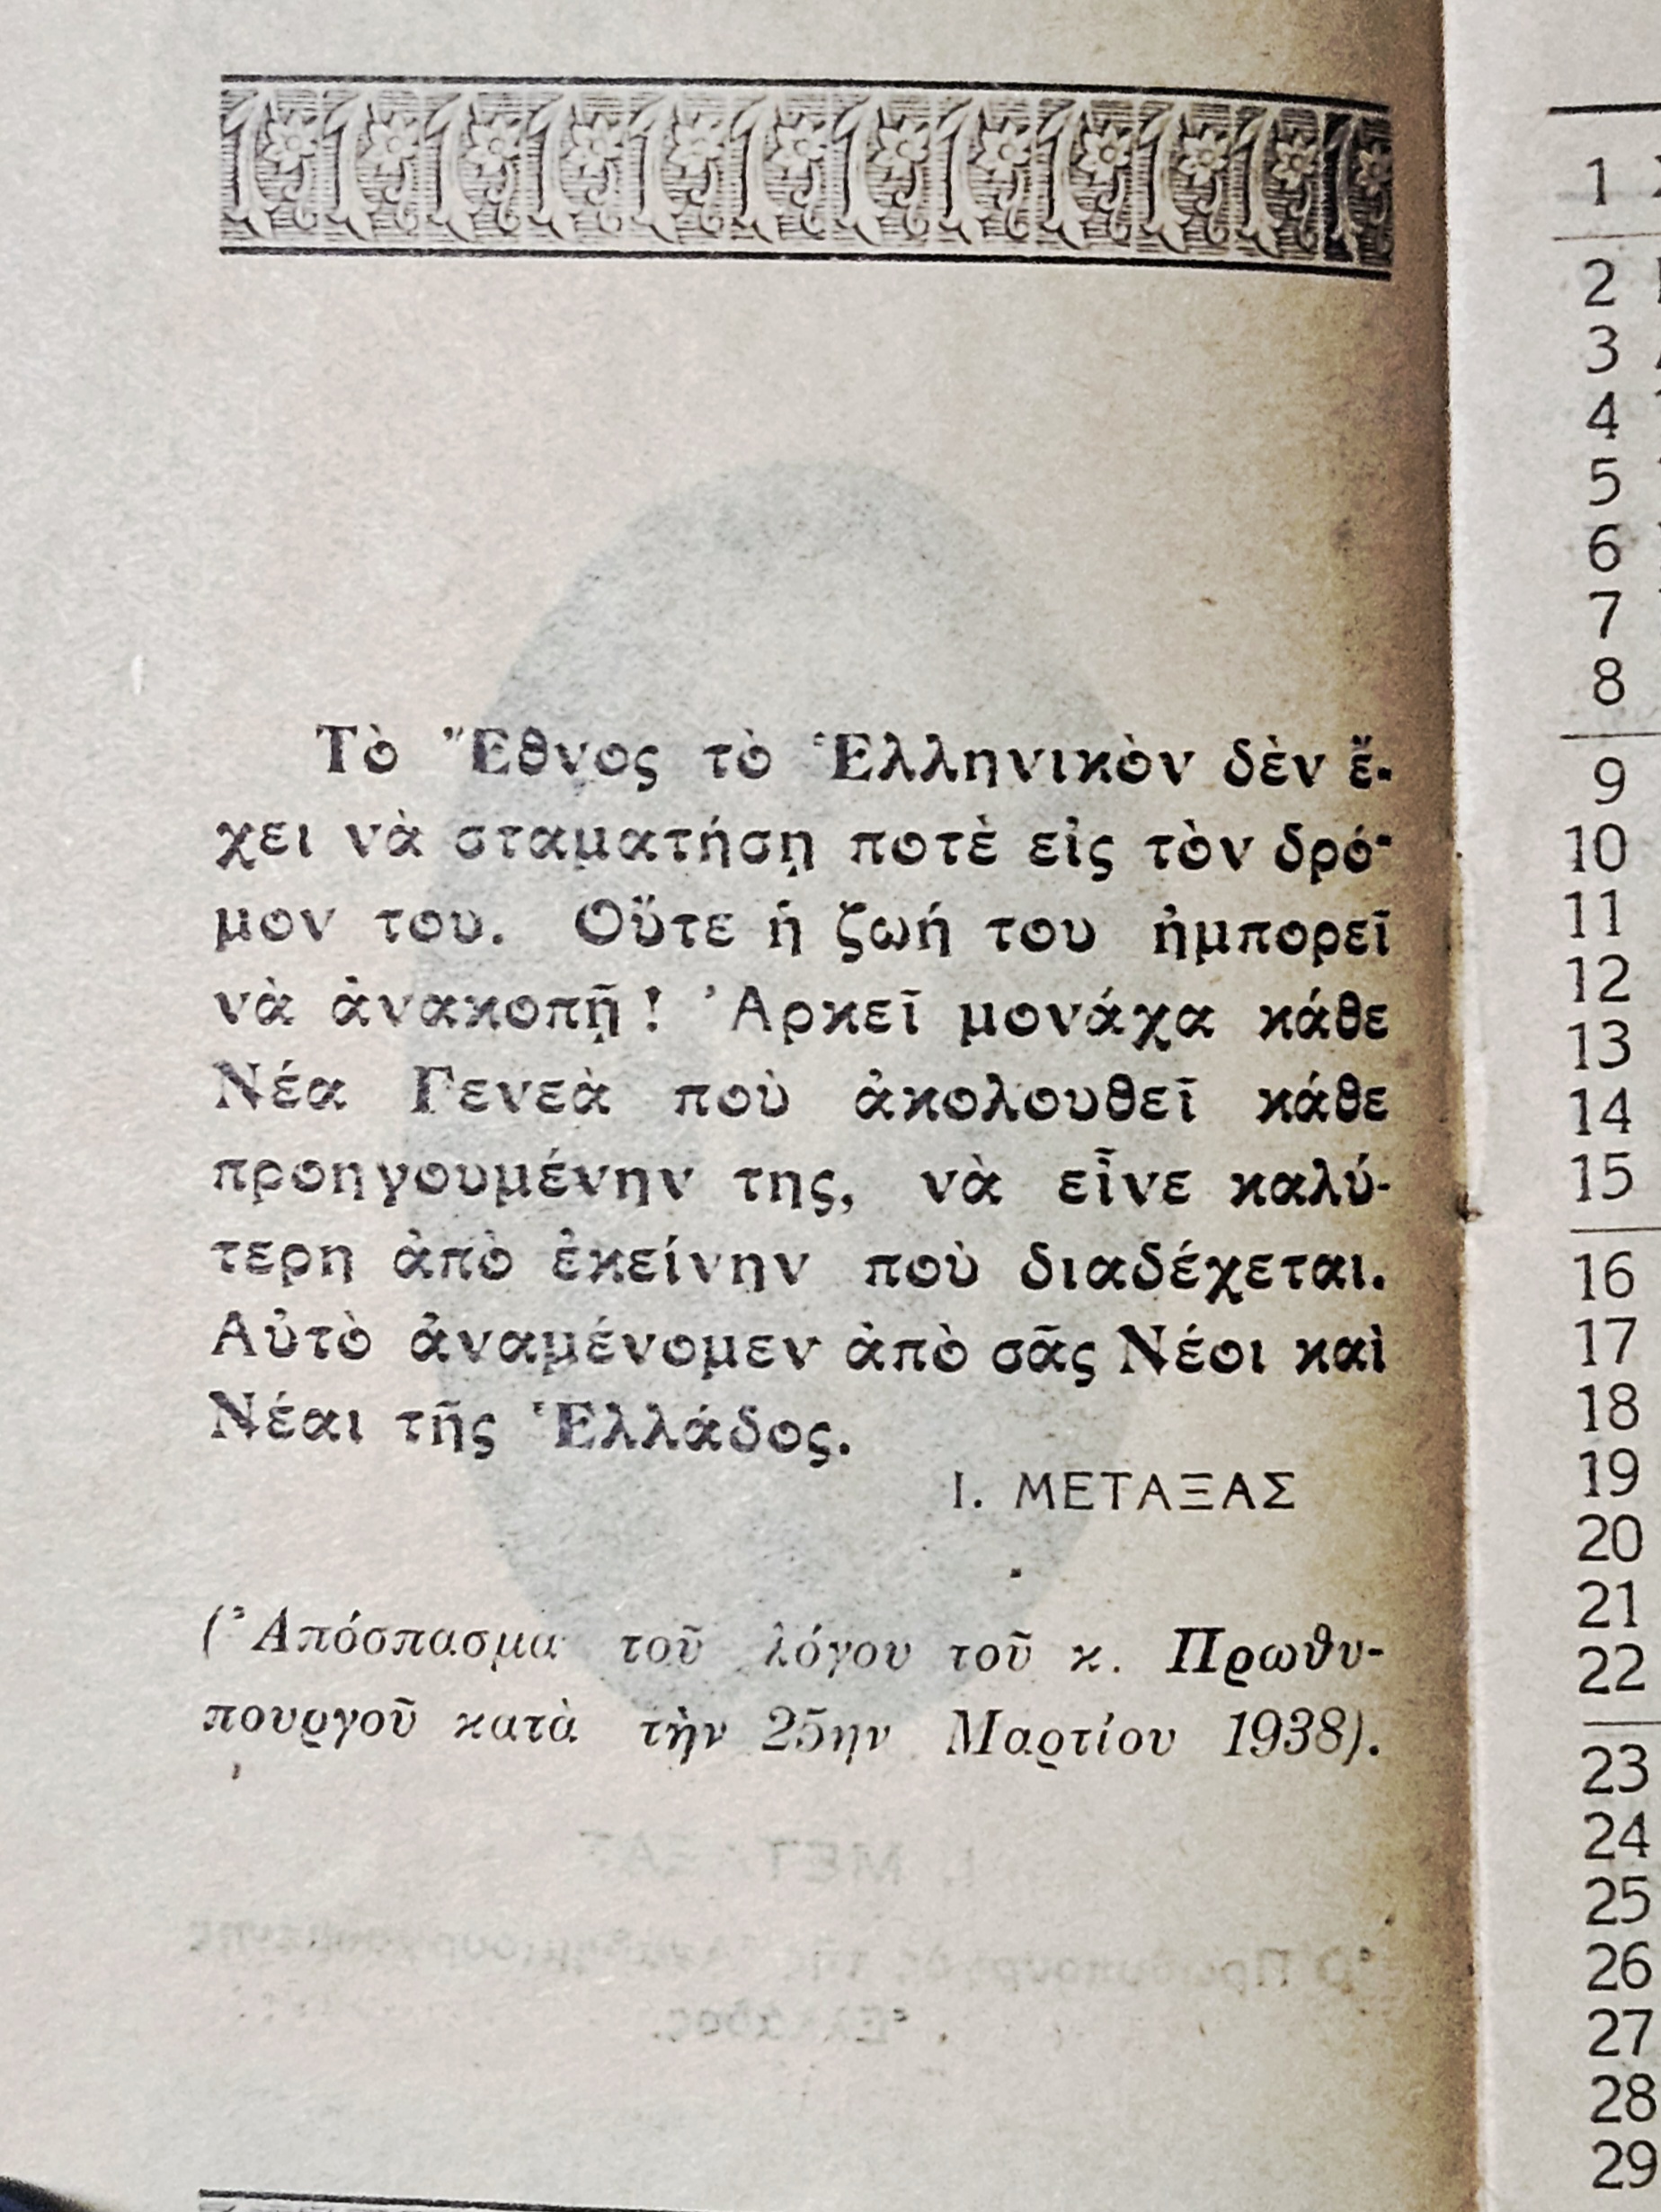 Τὸ Ἔθνος τὸ Ἑλληνικὸν δὲν ἔ-
χει νὰ σταματήσῃ ποτὲ εἰς τὸν δρό-
μον του. Οὔτε ἡ ζωή του ἠμπορεῖ
νὰ ἀνακοπῇ! Ἀρκεῖ μονάχα κάθε
Νέα Γενεὰ ποὺ ἀκολουθεῖ κάθε
προηγουμένην της, νὰ εἶνε καλύ-
τερη ἀπὸ ἐκείνην ποὺ διαδέχεται.
Αὐτὸ ἀναμένομεν ἀπὸ σᾶς Νέοι καὶ
Νέαι τῆς Ἑλλάδος.
Ι. ΜΕΤΑΞΑΣ
(Ἀπόσπασμα τοῦ λόγου τοῦ κ. Πρωθυ-
πουργοῦ κατὰ τὴν 25ην Μαρτίου 1938).
1
2
3
4
5
6
7
8
9
10
11
12
13
14
15
16
17
18
19
20
21
22
23
24
25
26
27
28
29